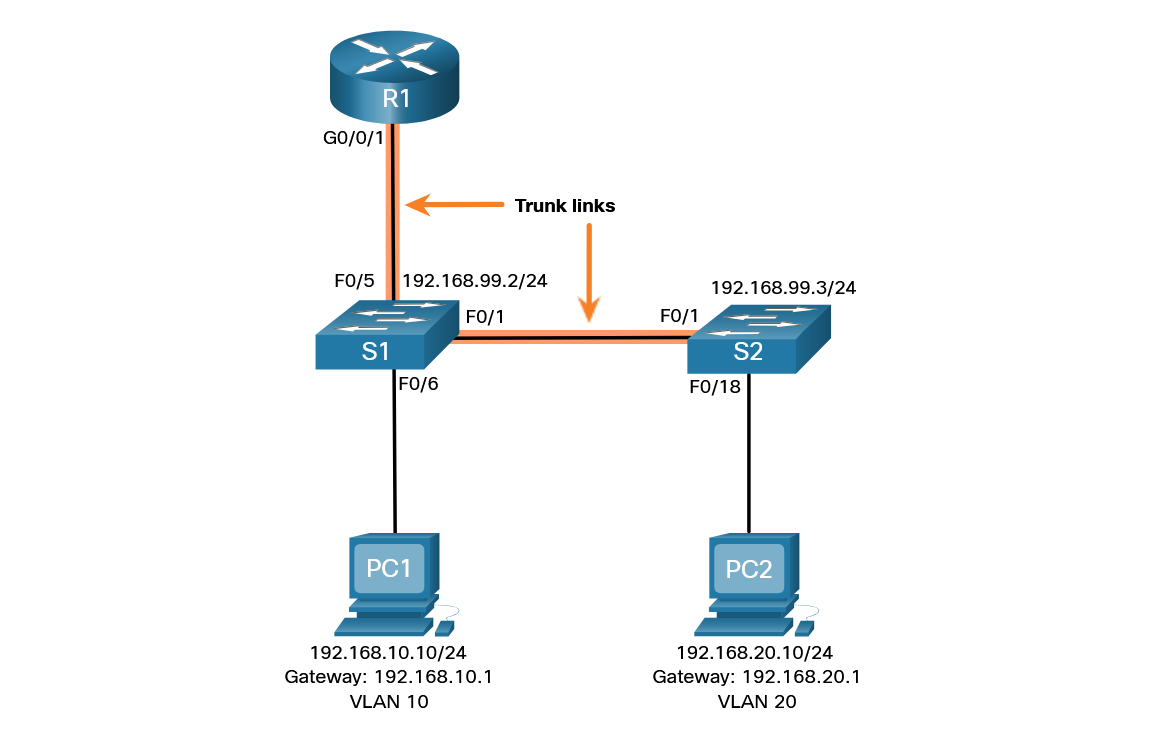 R1
G0/0/1
Trunk links
F0/5
192.168.99.2/24
192.168.99.3/24
F0/1
F0/1
S1
S2
F0/6
F0/18
PC1
PC2
192.168.10.10/24
Gateway: 192.168.10.1
VLAN 10
192.168.20.10/24
Gateway: 192.168.20.1
VLAN 20